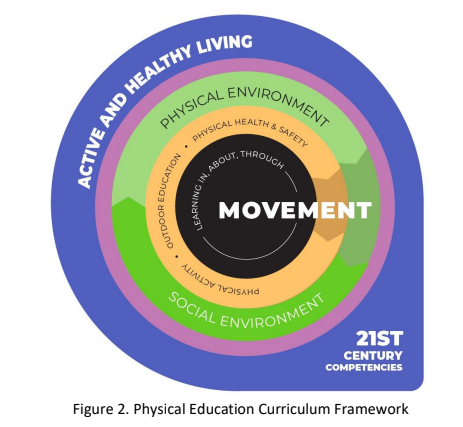 ACTIVE AND HEALTHY LIVING
PHYSICAL ENVIRONMENT
PHYSICAL HEALTH & SAFETY
OUTDOOR EDUCATION
PHYSICAL ACTIVITY
LEARNING IN, ABOUT, THROUGH
MOVEMENT
SOCIAL ENVIRONMENT
21ST
CENTURY
COMPETENCIES
Figure 2. Physical Education Curriculum Framework